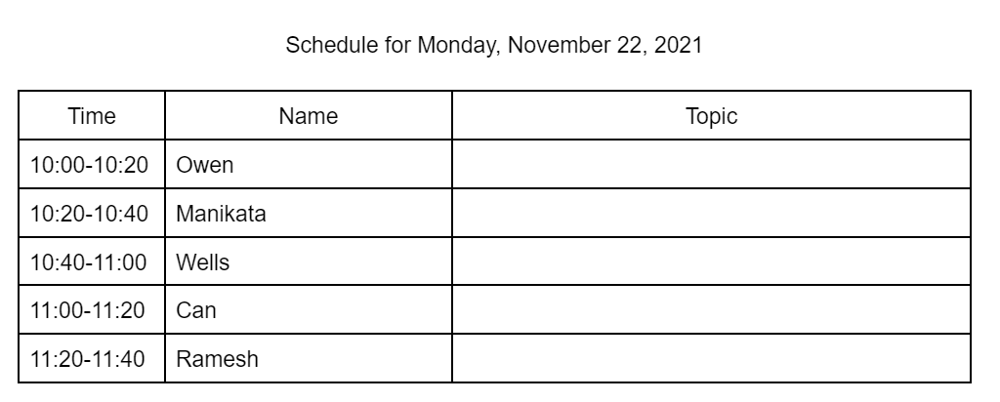 Schedule for Monday, November 22, 2021
Time Name Topic
10:00-10:20 Owen
10:20-10:40 Manikata
10:40-11:00 Wells
11:00-11:20 Can
11:20-11:40 Ramesh